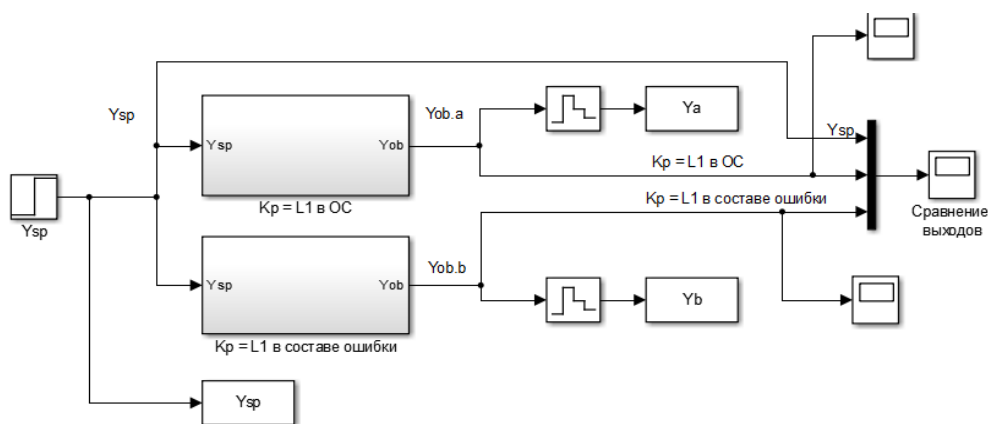 Ysp
Yob.a
Ya
Ysp
Ysp
Yob
Kp = L1 в ОС
Kp = L1 в ОС
Kp = L1 в составе ошибки
Сравнение
выходов
Ysp
Yob.b
Ysp
Yob
Yb
Kp = L1 в составе ошибки
Ysp